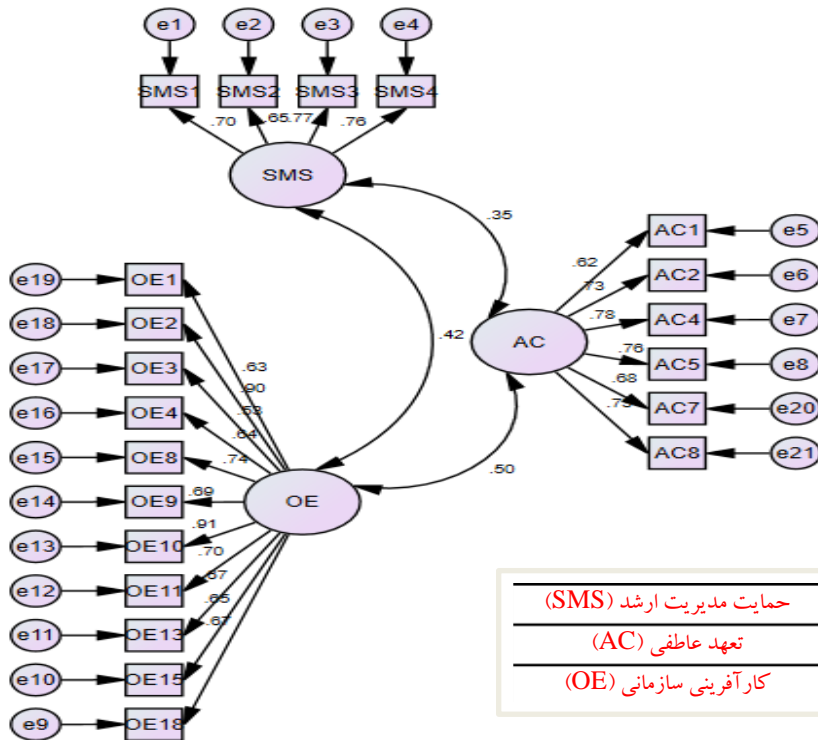 e1 e2 e3 e4
SMS1 SMS2 SMS3 SMS4
.70 .65 .77 .76
SMS
.35
AC1 e5
.62
AC2 e6
.73
AC4 e7
.78
AC
AC5 e8
.76
.68
AC7 e20
AC8 e21
.42
.50
e19 OE1
e18 OE2
e17 OE3
.63
.90
.53
e16 OE4
.64
e15 OE8
.74
e14 OE9
.69
OE
e13 OE10
.91
.70
e12 OE11
e11 OE13
.65
.67
e10 OE15
e9 OE18
حمایت مدیریت ارشد (SMS)
تعهد عاطفی (AC)
کارآفرینی سازمانی (OE)